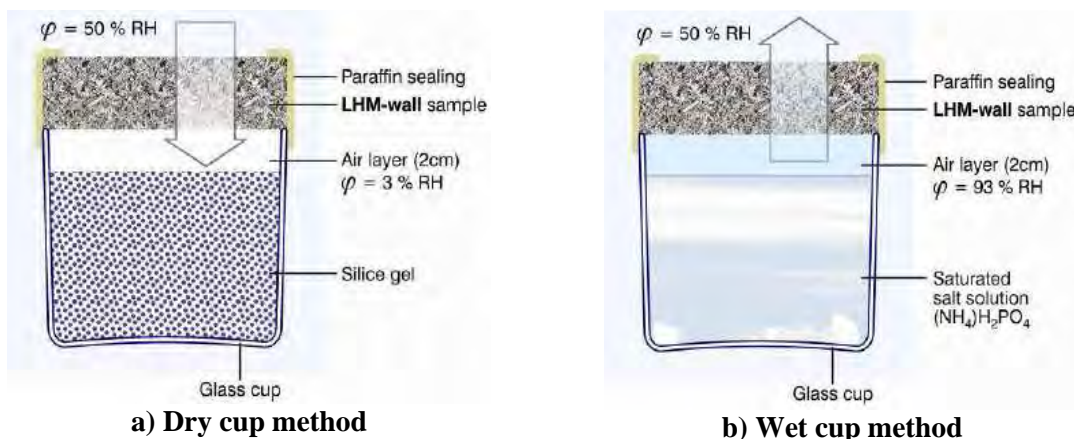 φ = 50 % RH
Paraffin sealing
LHM-wall sample
Air layer (2cm)
φ = 3 % RH
Silice gel
Glass cup
a) Dry cup method
φ = 50 % RH
Paraffin sealing
LHM-wall sample
Air layer (2cm)
φ = 93 % RH
Saturated
salt solution
(NH₄)H₂PO₄
Glass cup
b) Wet cup method